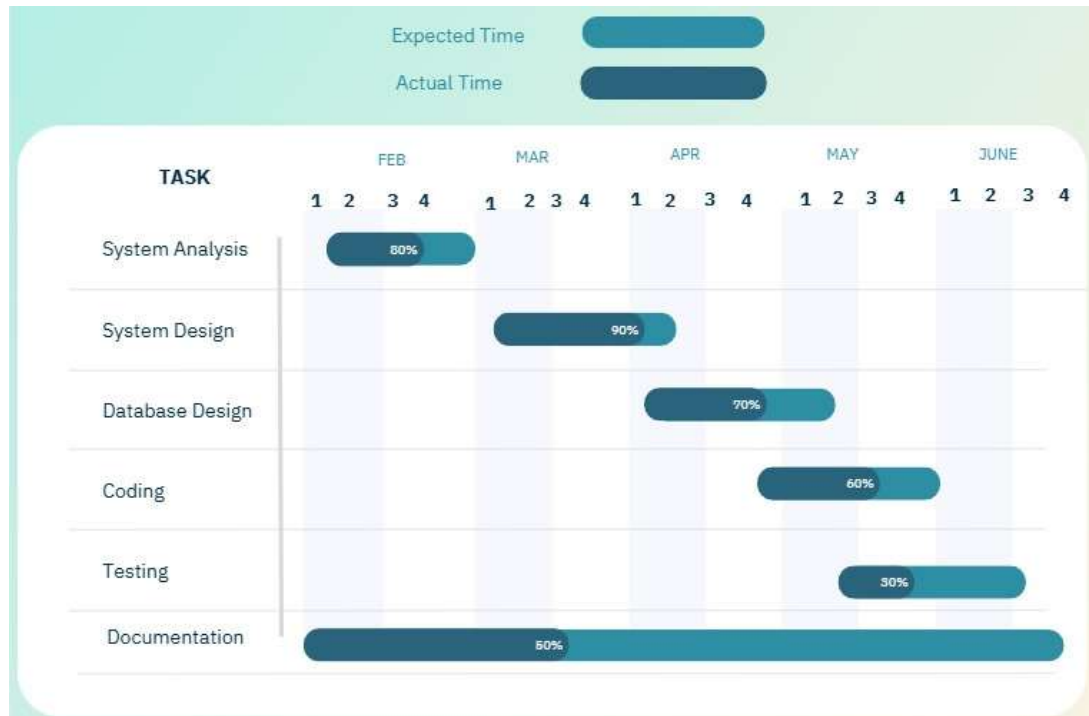 Expected Time
Actual Time
TASK
FEB MAR APR MAY JUNE
1 2 3 4 1 2 3 4 1 2 3 4 1 2 3 4 1 2 3 4
System Analysis 80%
System Design 90%
Database Design 70%
Coding 60%
Testing 30%
Documentation 50%